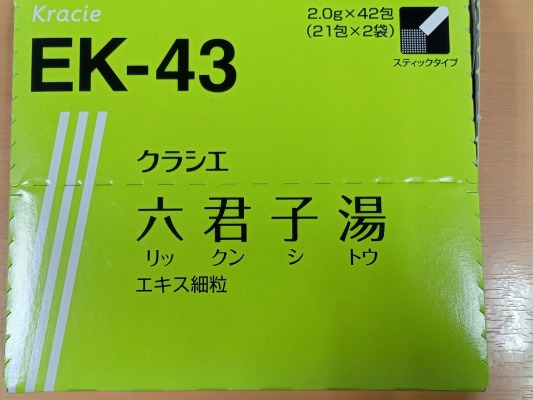 Kracie
2.0g×42包
(21包×2袋)
スティックタイプ
EK-43
クラシエ
六君子湯
リックンシトウ
エキス細粒